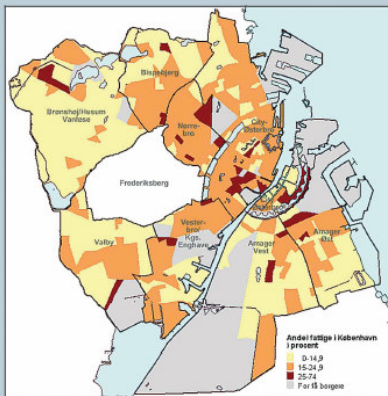 Bispebjerg
Brønshøj/Husum
Vanløse
Nørre-
bro
City-
Østerbro
Frederiksberg
Vester-
bro/
Kgs.
Enghave
Valby
Amager
Vest
Amager
Øst
Andel fattige i København
i procent
0-14,9
15-24,9
25-74
For få borgere